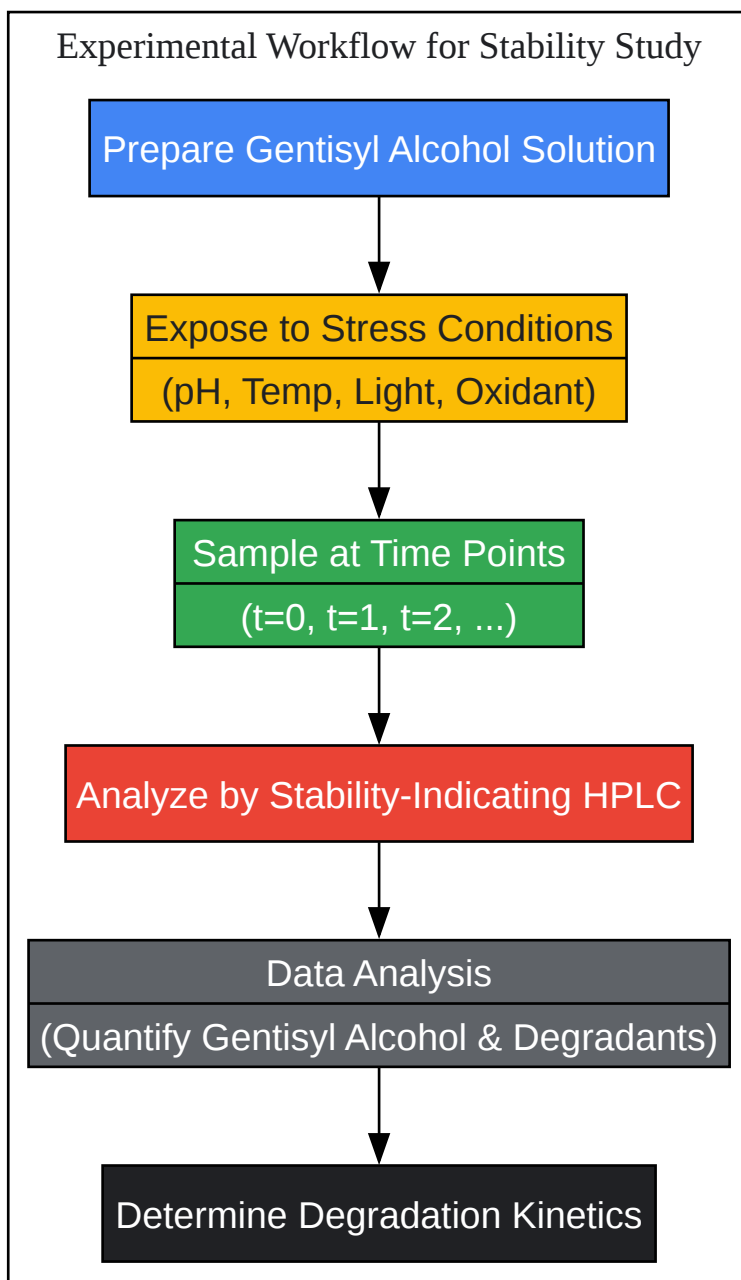 Experimental Workflow for Stability Study
Prepare Gentisyl Alcohol Solution
Expose to Stress Conditions
(pH, Temp, Light, Oxidant)
Sample at Time Points
(t=0, t=1, t=2, ...)
Analyze by Stability-Indicating HPLC
Data Analysis
(Quantify Gentisyl Alcohol & Degradants)
Determine Degradation Kinetics